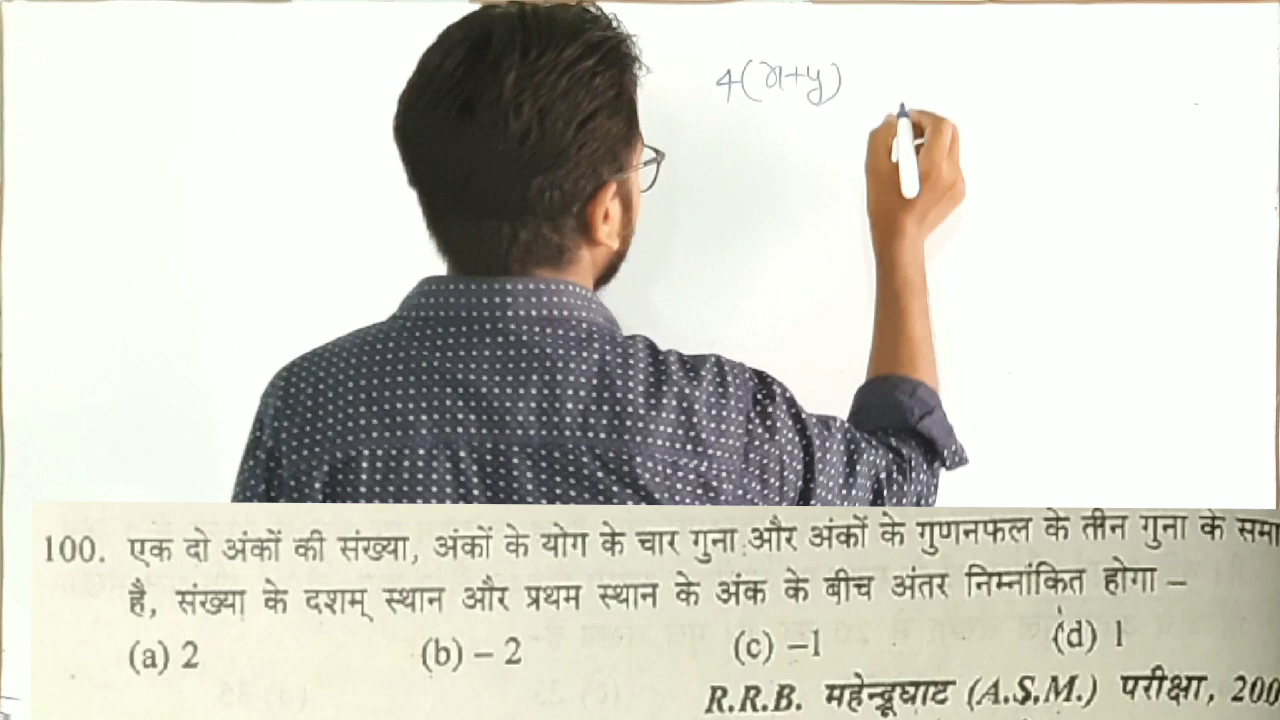 4(x+y)
100. एक दो अंकों की संख्या, अंकों के योग के चार गुना और अंकों के गुणनफल के तीन गुना के समा
है, संख्या के दशम् स्थान और प्रथम स्थान के अंक के बीच अंतर निम्नांकित होगा –
(a) 2 (b) – 2 (c) –1 (d) 1
R.R.B. महेन्द्रूघाट (A.S.M.) परीक्षा, 200